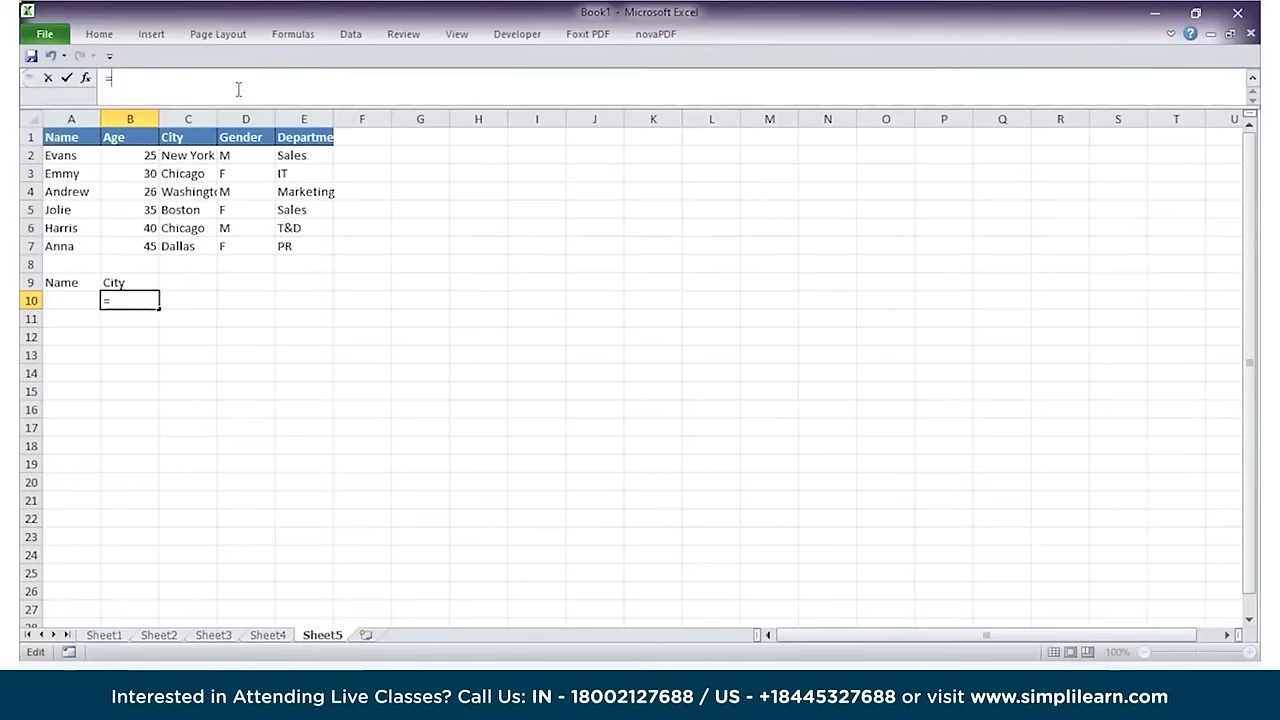 Book1 - Microsoft Excel
File Home Insert Page Layout Formulas Data Review View Developer Foxit PDF novaPDF
fx =
A B C D E F G H I J K L M N O P Q R S T U
1 Name Age City Gender Departme
2 Evans 25 New York M Sales
3 Emmy 30 Chicago F IT
4 Andrew 26 Washingt M Marketing
5 Jolie 35 Boston F Sales
6 Harris 40 Chicago M T&D
7 Anna 45 Dallas F PR
8
9 Name City
10 =
11
12
13
14
15
16
17
18
19
20
21
22
23
24
25
26
27
28
Sheet1 Sheet2 Sheet3 Sheet4 Sheet5
Edit 100%
Interested in Attending Live Classes? Call Us: IN - 18002127688 / US - +18445327688 or visit www.simplilearn.com